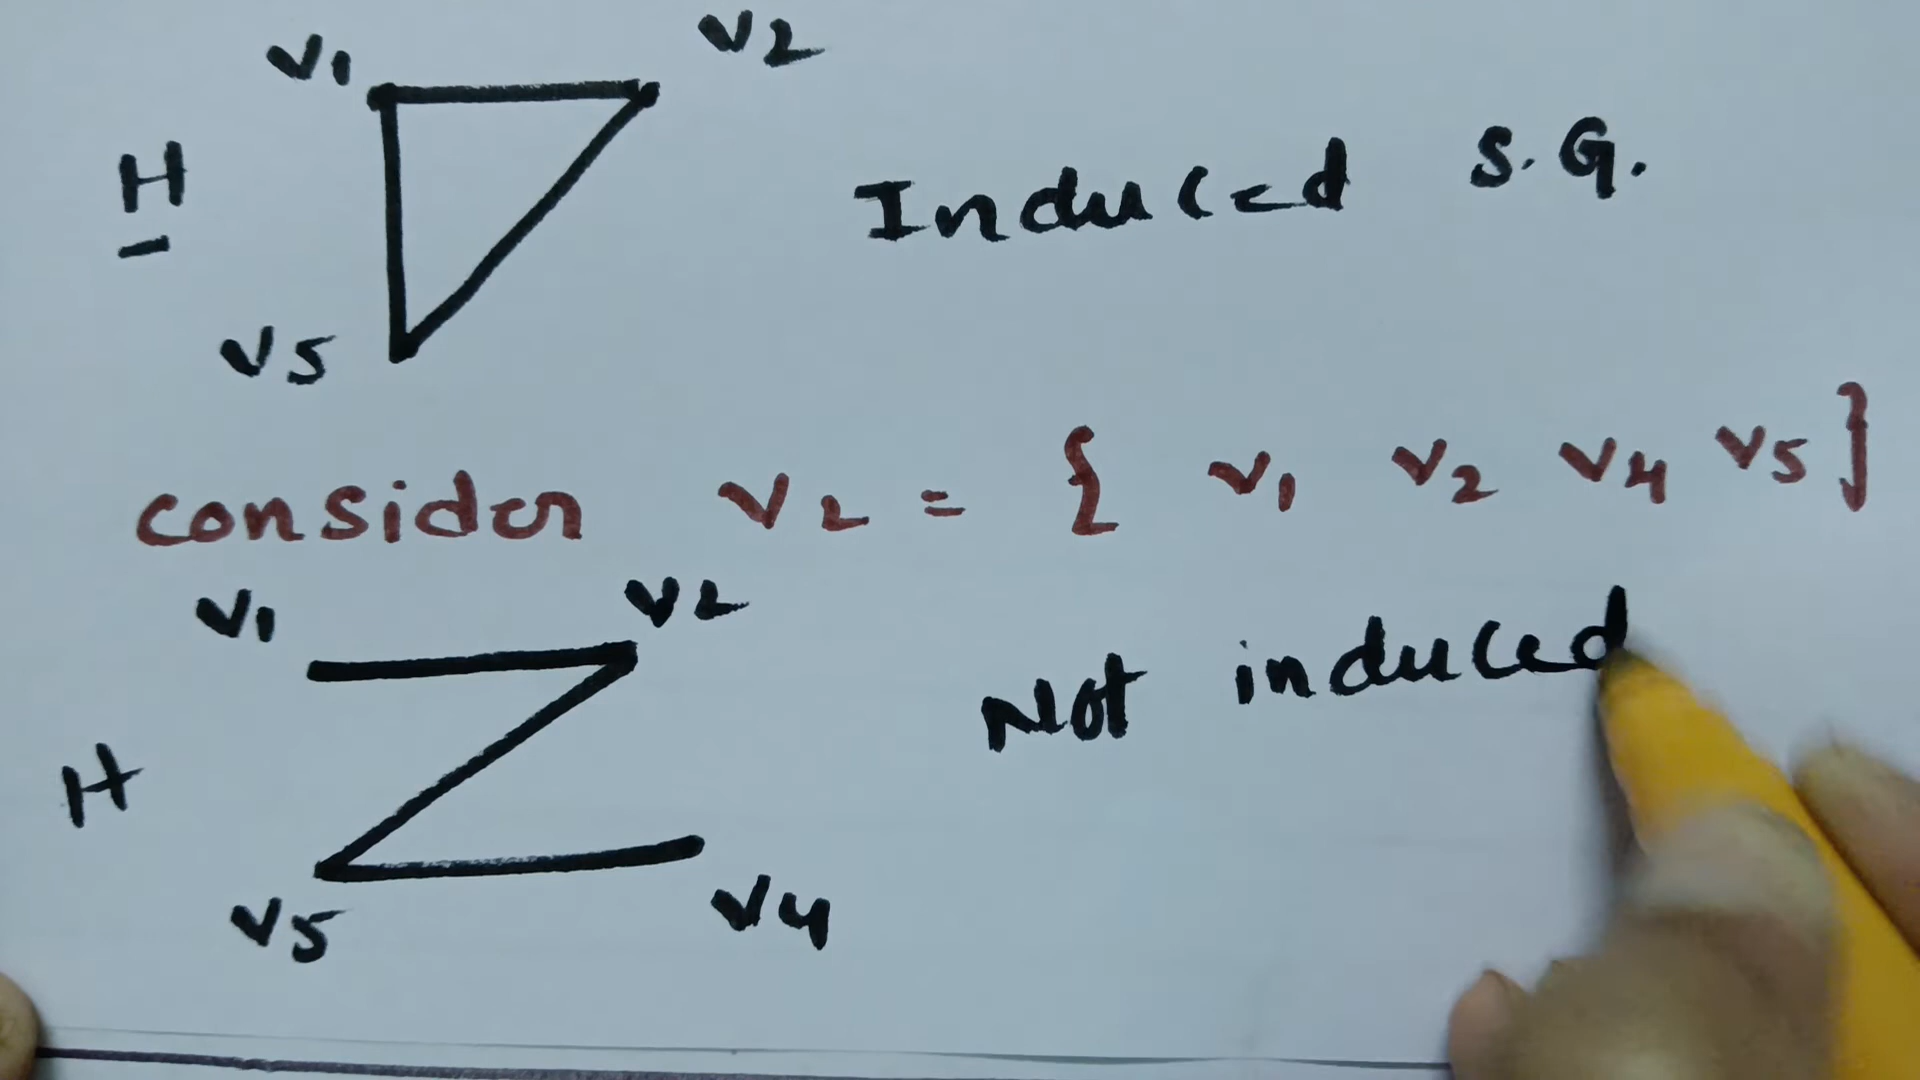 v1 v2
H Induced S.G.
v5
consider v2 = { v1 v2 v4 v5 }
v1 v2
Not induced
H
v5 v4